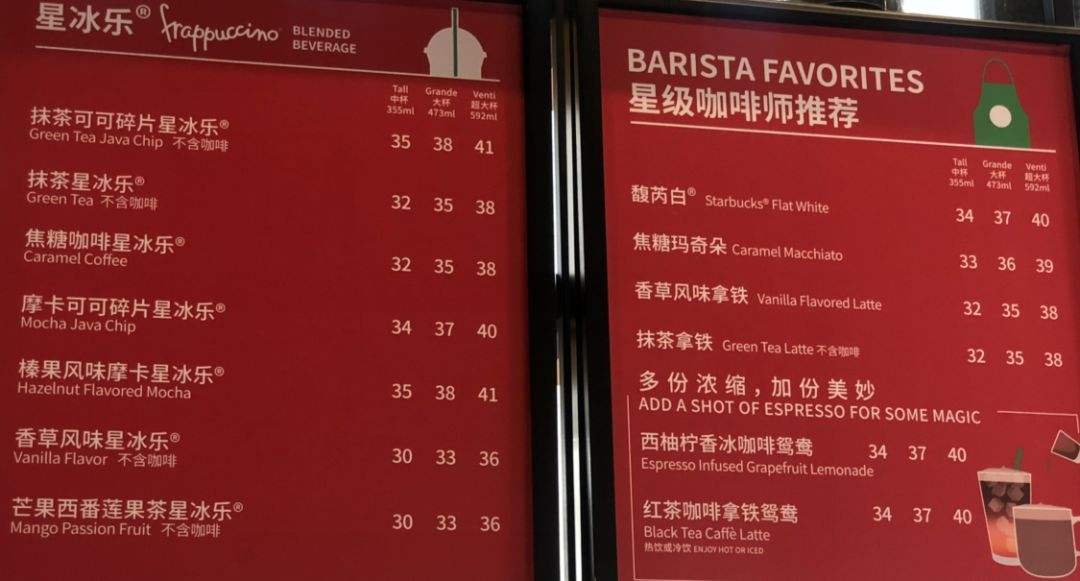 星冰乐® frappuccino® BLENDED BEVERAGE
Tall Grande Venti
中杯 大杯 超大杯
355ml 473ml 592ml
抹茶可可碎片星冰乐® 35 38 41
Green Tea Java Chip 不含咖啡
抹茶星冰乐® 32 35 38
Green Tea 不含咖啡
焦糖咖啡星冰乐® 32 35 38
Caramel Coffee
摩卡可可碎片星冰乐® 34 37 40
Mocha Java Chip
榛果风味摩卡星冰乐® 35 38 41
Hazelnut Flavored Mocha
香草风味星冰乐® 30 33 36
Vanilla Flavor 不含咖啡
芒果西番莲果茶星冰乐® 30 33 36
Mango Passion Fruit 不含咖啡
BARISTA FAVORITES
星级咖啡师推荐
Tall Grande Venti
中杯 大杯 超大杯
355ml 473ml 592ml
馥芮白® Starbucks® Flat White 34 37 40
焦糖玛奇朵 Caramel Macchiato 33 36 39
香草风味拿铁 Vanilla Flavored Latte 32 35 38
抹茶拿铁 Green Tea Latte 不含咖啡 32 35 38
多份浓缩，加份美妙
ADD A SHOT OF ESPRESSO FOR SOME MAGIC
西柚柠香冰咖啡鸳鸯 34 37 40
Espresso Infused Grapefruit Lemonade
红茶咖啡拿铁鸳鸯 34 37 40
Black Tea Caffè Latte
热饮或冷饮 ENJOY HOT OR ICED